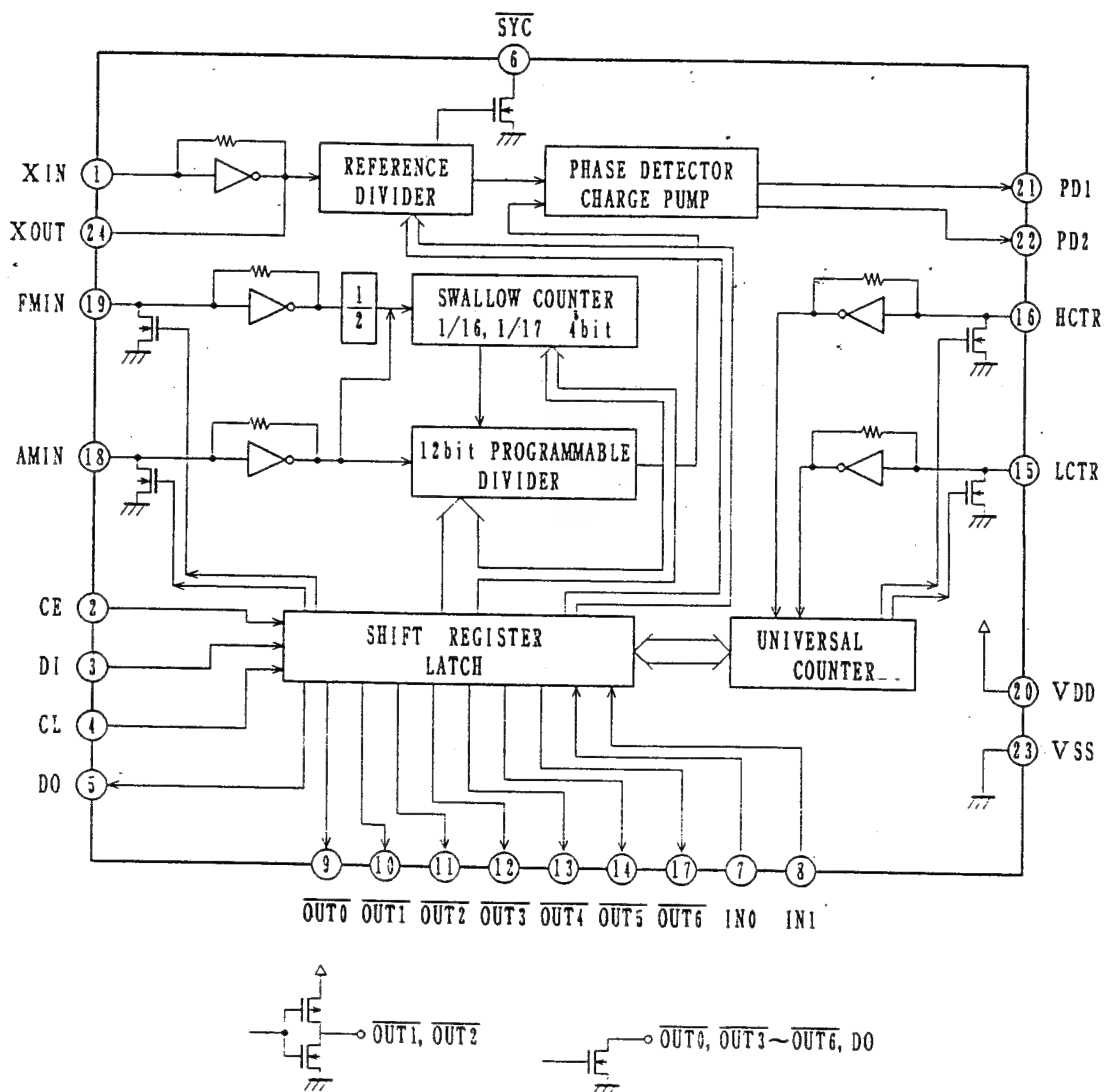 SYC
6
XIN 1
XOUT 24
REFERENCE
DIVIDER
PHASE DETECTOR
CHARGE PUMP
21 PD1
22 PD2
FMIN 19
1
2
SWALLOW COUNTER
1/16, 1/17 4bit
16 HCTR
AMIN 18
12bit PROGRAMMABLE
DIVIDER
15 LCTR
CE 2
DI 3
CL 4
DO 5
SHIFT REGISTER
LATCH
UNIVERSAL
COUNTER
20 VDD
23 VSS
9 10 11 12 13 14 17 7 8
OUT0 OUT1 OUT2 OUT3 OUT4 OUT5 OUT6 IN0 IN1
OUT1, OUT2
OUT0, OUT3~OUT6, DO